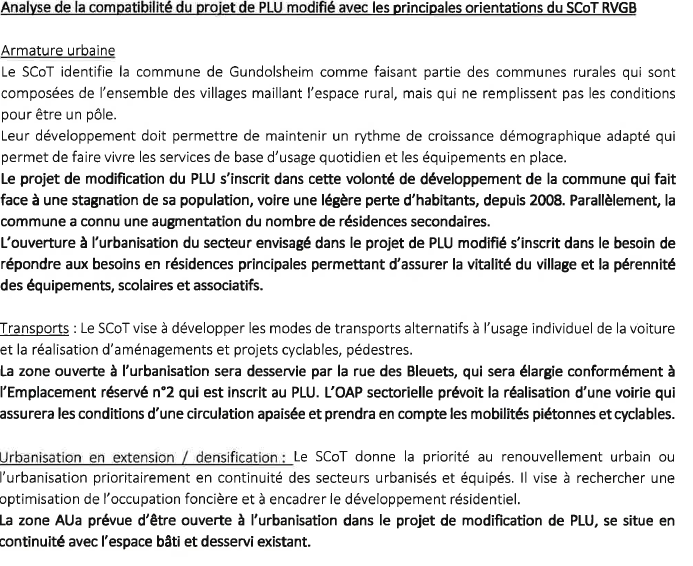 Analyse de la compatibilité du projet de PLU modifié avec les principales orientations du SCoT RVGB
Armature urbaine
Le SCoT identifie la commune de Gundolsheim comme faisant partie des communes rurales qui sont
composées de l'ensemble des villages maillant l'espace rural, mais qui ne remplissent pas les conditions
pour être un pôle.
Leur développement doit permettre de maintenir un rythme de croissance démographique adapté qui
permet de faire vivre les services de base d'usage quotidien et les équipements en place.
Le projet de modification du PLU s'inscrit dans cette volonté de développement de la commune qui fait
face à une stagnation de sa population, voire une légère perte d'habitants, depuis 2008. Parallèlement, la
commune a connu une augmentation du nombre de résidences secondaires.
L'ouverture à l'urbanisation du secteur envisagé dans le projet de PLU modifié s'inscrit dans le besoin de
répondre aux besoins en résidences principales permettant d'assurer la vitalité du village et la pérennité
des équipements, scolaires et associatifs.
Transports : Le SCoT vise à développer les modes de transports alternatifs à l'usage individuel de la voiture
et la réalisation d'aménagements et projets cyclables, pédestres.
La zone ouverte à l'urbanisation sera desservie par la rue des Bleuets, qui sera élargie conformément à
l'Emplacement réservé n°2 qui est inscrit au PLU. L'OAP sectorielle prévoit la réalisation d'une voirie qui
assurera les conditions d'une circulation apaisée et prendra en compte les mobilités piétonnes et cyclables.
Urbanisation en extension / densification : Le SCoT donne la priorité au renouvellement urbain ou
l'urbanisation prioritairement en continuité des secteurs urbanisés et équipés. Il vise à rechercher une
optimisation de l'occupation foncière et à encadrer le développement résidentiel.
La zone AUa prévue d'être ouverte à l'urbanisation dans le projet de modification de PLU, se situe en
continuité avec l'espace bâti et desservi existant.